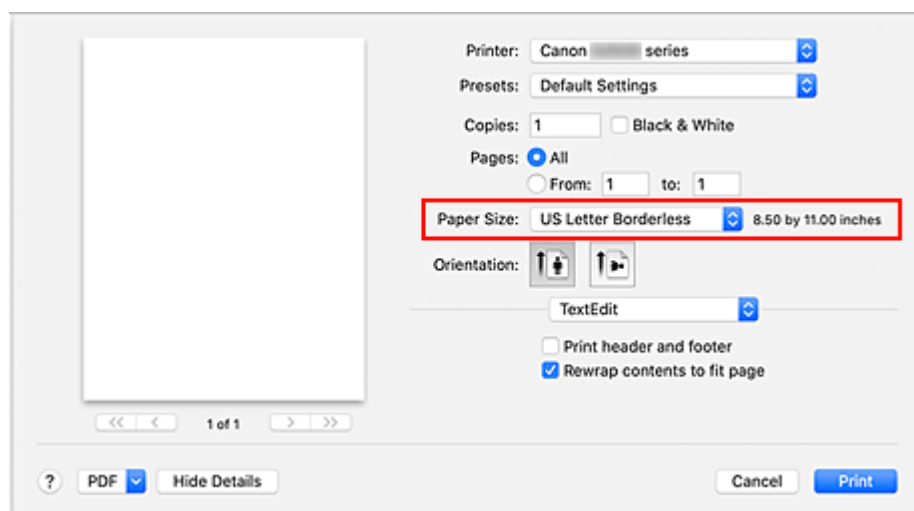 Printer: Canon series
Presets: Default Settings
Copies: 1 Black & White
Pages: All
From: 1 to: 1
Paper Size: US Letter Borderless 8.50 by 11.00 inches
Orientation:
TextEdit
Print header and footer
Rewrap contents to fit page
<< < 1 of 1 > >>
? PDF Hide Details Cancel Print